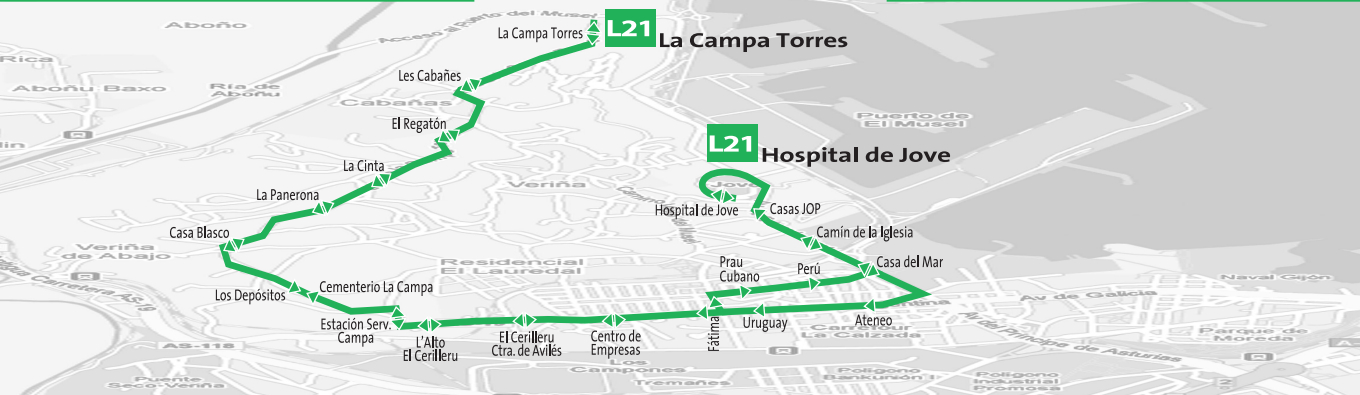 L21
La Campa Torres
La Campa Torres
Les Cabañes
El Regatón
La Cinta
La Panerona
Casa Blasco
Los Depósitos
Cementerio La Campa
Estación Serv.
Campa
L'Alto
El Cerilleru
El Cerilleru
Ctra. de Avilés
Centro de
Empresas
Fátima
Uruguay
Ateneo
Prau
Cubano
Perú
Casa del Mar
Camín de la Iglesia
Casas JOP
Hospital de Jove
L21
Hospital de Jove
Aboño
Acceso al Puerto del Musel
Aboñu Baxo
Ría de
Aboñu
Cabañas
Puerto de
El Musel
Veriña
Jove
Veriña
de Abajo
Residencial
El Lauredal
AS-19
AS-118
Puente
Seco-Veriña
Los
Campones
Tremañes
Carrefour
La Calzada
Polígono
Bankunión I
Polígono
Industrial
Promosa
Av de Galicia
Av del Príncipe de Asturias
Naval Gijón
Parque de
Moreda
2